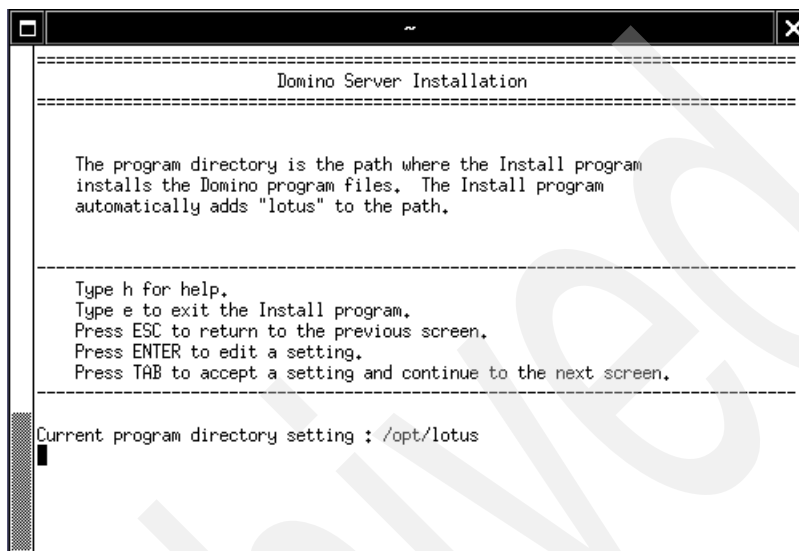 ~
Domino Server Installation
The program directory is the path where the Install program
installs the Domino program files. The Install program
automatically adds "lotus" to the path.
Type h for help.
Type e to exit the Install program.
Press ESC to return to the previous screen.
Press ENTER to edit a setting.
Press TAB to accept a setting and continue to the next screen.
Current program directory setting : /opt/lotus